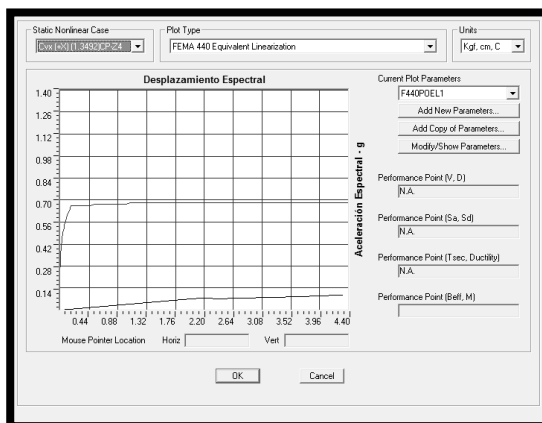 Static Nonlinear Case
Cvx (+X) (1.3492)CP-Z4
Plot Type
FEMA 440 Equivalent Linearization
Units
Kgf, cm, C
Desplazamiento Espectral
1.40
1.26
1.12
0.98
0.84
0.70
0.56
0.42
0.28
0.14
0.44 0.88 1.32 1.76 2.20 2.64 3.08 3.52 3.96 4.40
Aceleración Espectral - g
Mouse Pointer Location Horiz Vert
Current Plot Parameters
F440POEL1
Add New Parameters...
Add Copy of Parameters...
Modify/Show Parameters...
Performance Point (V, D)
N.A.
Performance Point (Sa, Sd)
N.A.
Performance Point (Tsec, Ductility)
N.A.
Performance Point (Beff, M)
OK
Cancel